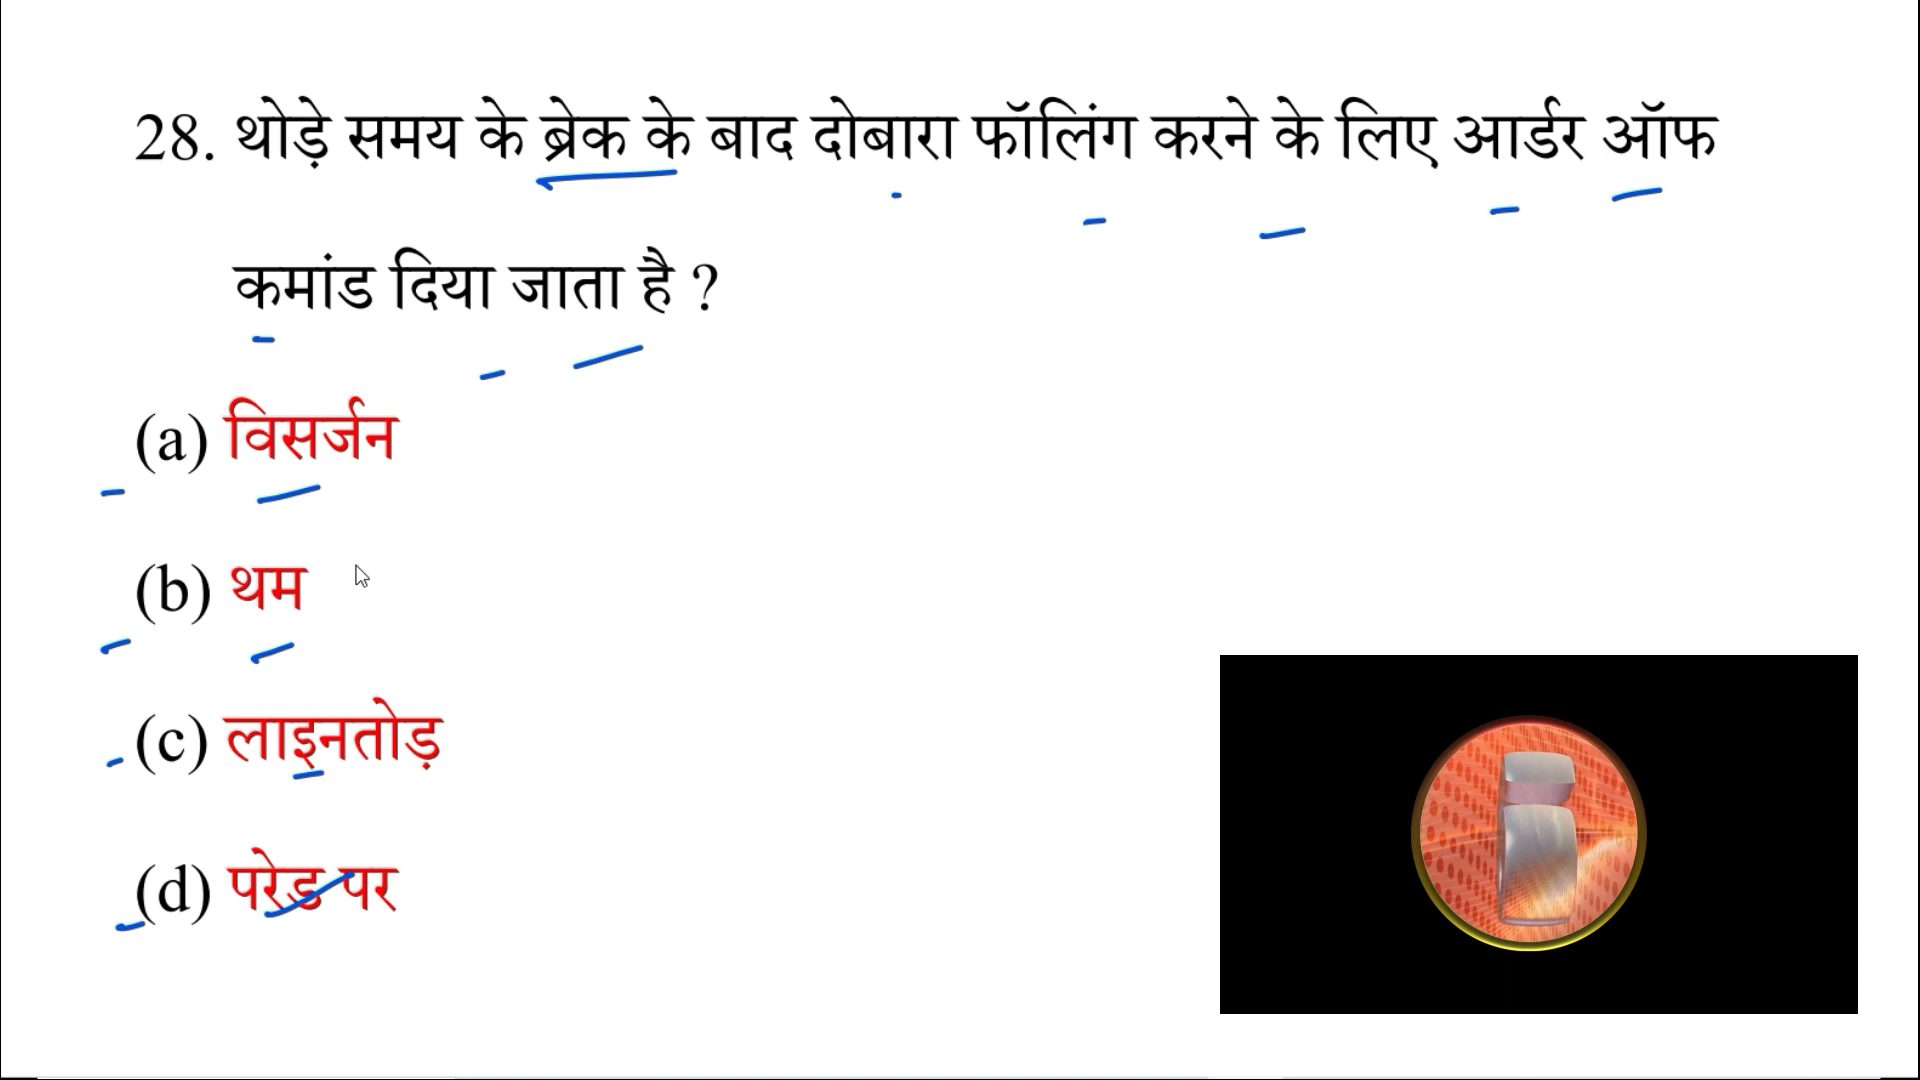 28. थोड़े समय के ब्रेक के बाद दोबारा फॉलिंग करने के लिए आर्डर ऑफ
कमांड दिया जाता है ?
(a) विसर्जन
(b) थम
(c) लाइनतोड़
(d) परेड पर